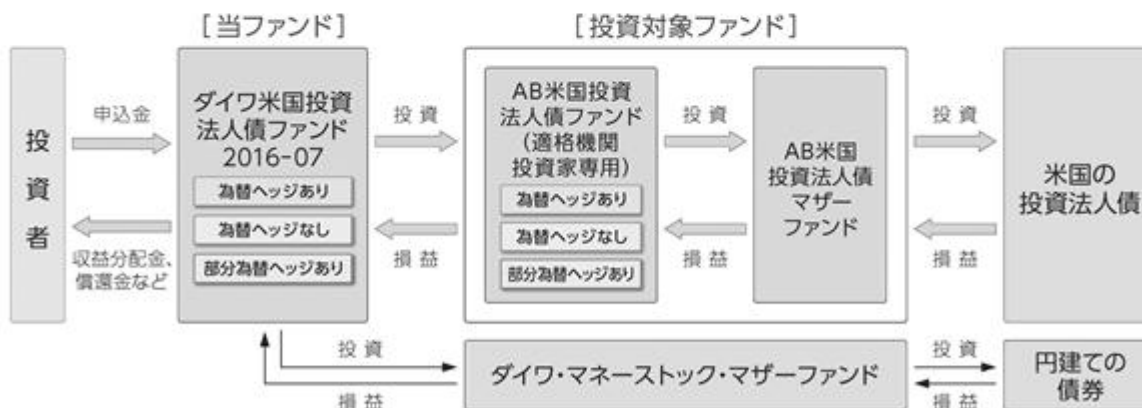 [当ファンド]
[投資対象ファンド]
投資者
申込金
収益分配金、
償還金など
ダイワ米国投資
法人債ファンド
2016-07
為替ヘッジあり
為替ヘッジなし
部分為替ヘッジあり
投資
損益
AB米国投資
法人債ファンド
(適格機関
投資家専用)
為替ヘッジあり
為替ヘッジなし
部分為替ヘッジあり
投資
損益
AB米国
投資法人債
マザー
ファンド
投資
損益
米国の
投資法人債
投資
損益
ダイワ・マネーストック・マザーファンド
投資
損益
円建ての
債券